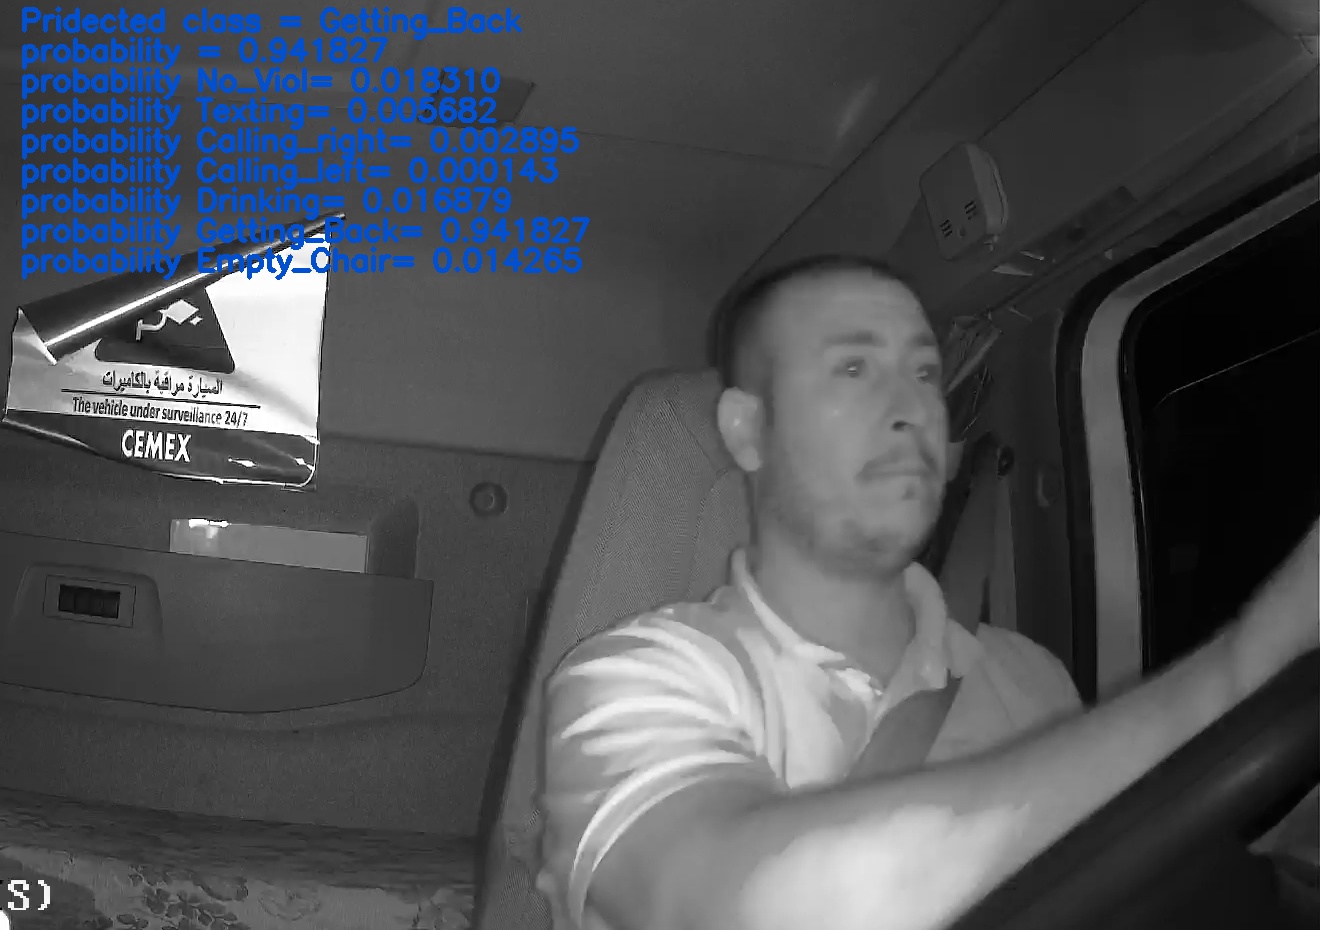 Pridected class = Getting_Back
probability = 0.941827
probability No_Viol= 0.018310
probability Texting= 0.005682
probability Calling_right= 0.002895
probability Calling_left= 0.000143
probability Drinking= 0.016879
probability Getting_Back= 0.941827
probability Empty_Chair= 0.014265
السيارة مراقبة بالكاميرات
The vehicle under surveillance 24/7
CEMEX
S)